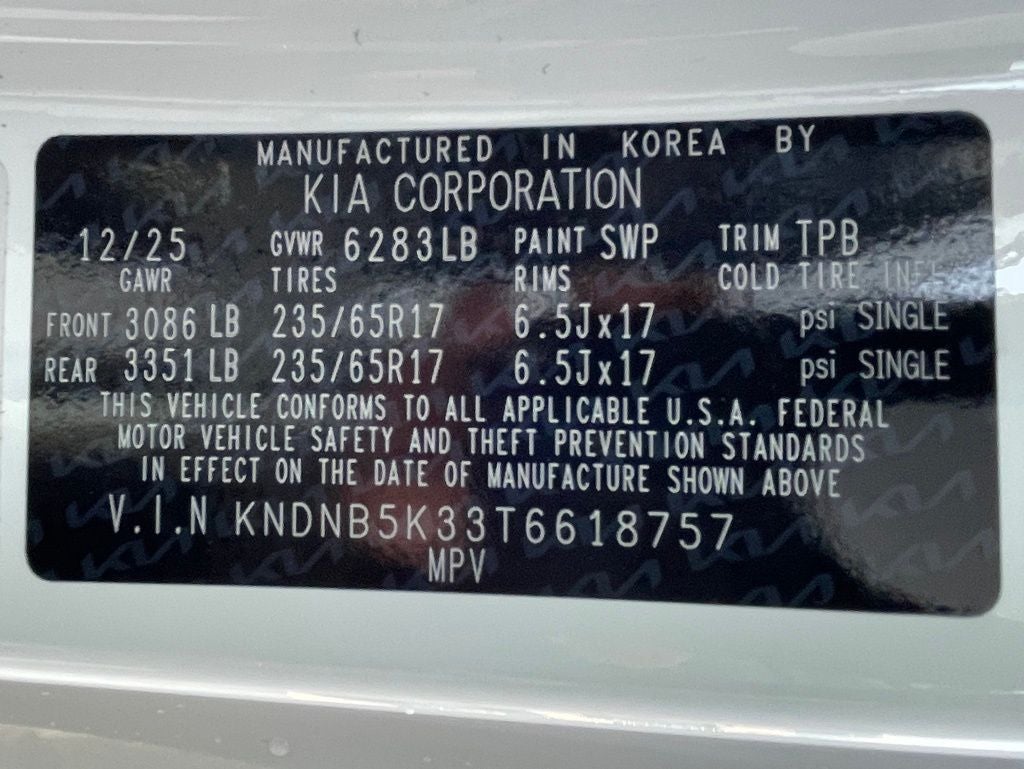 MANUFACTURED IN KOREA BY
KIA CORPORATION
12/25 GVWR 6283LB PAINT SWP TRIM TPB
GAWR TIRES RIMS COLD TIRE
FRONT 3086 LB 235/65R17 6.5Jx17 psi SINGLE
REAR 3351 LB 235/65R17 6.5Jx17 psi SINGLE
THIS VEHICLE CONFORMS TO ALL APPLICABLE U.S.A. FEDERAL
MOTOR VEHICLE SAFETY AND THEFT PREVENTION STANDARDS
IN EFFECT ON THE DATE OF MANUFACTURE SHOWN ABOVE
V.I.N KNDNB5K33T6618757
MPV